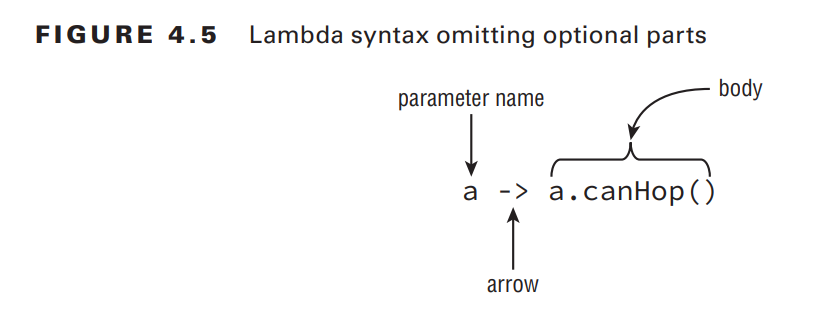 FIGURE 4.5 Lambda syntax omitting optional parts
body
parameter name
a -> a.canHop()
arrow